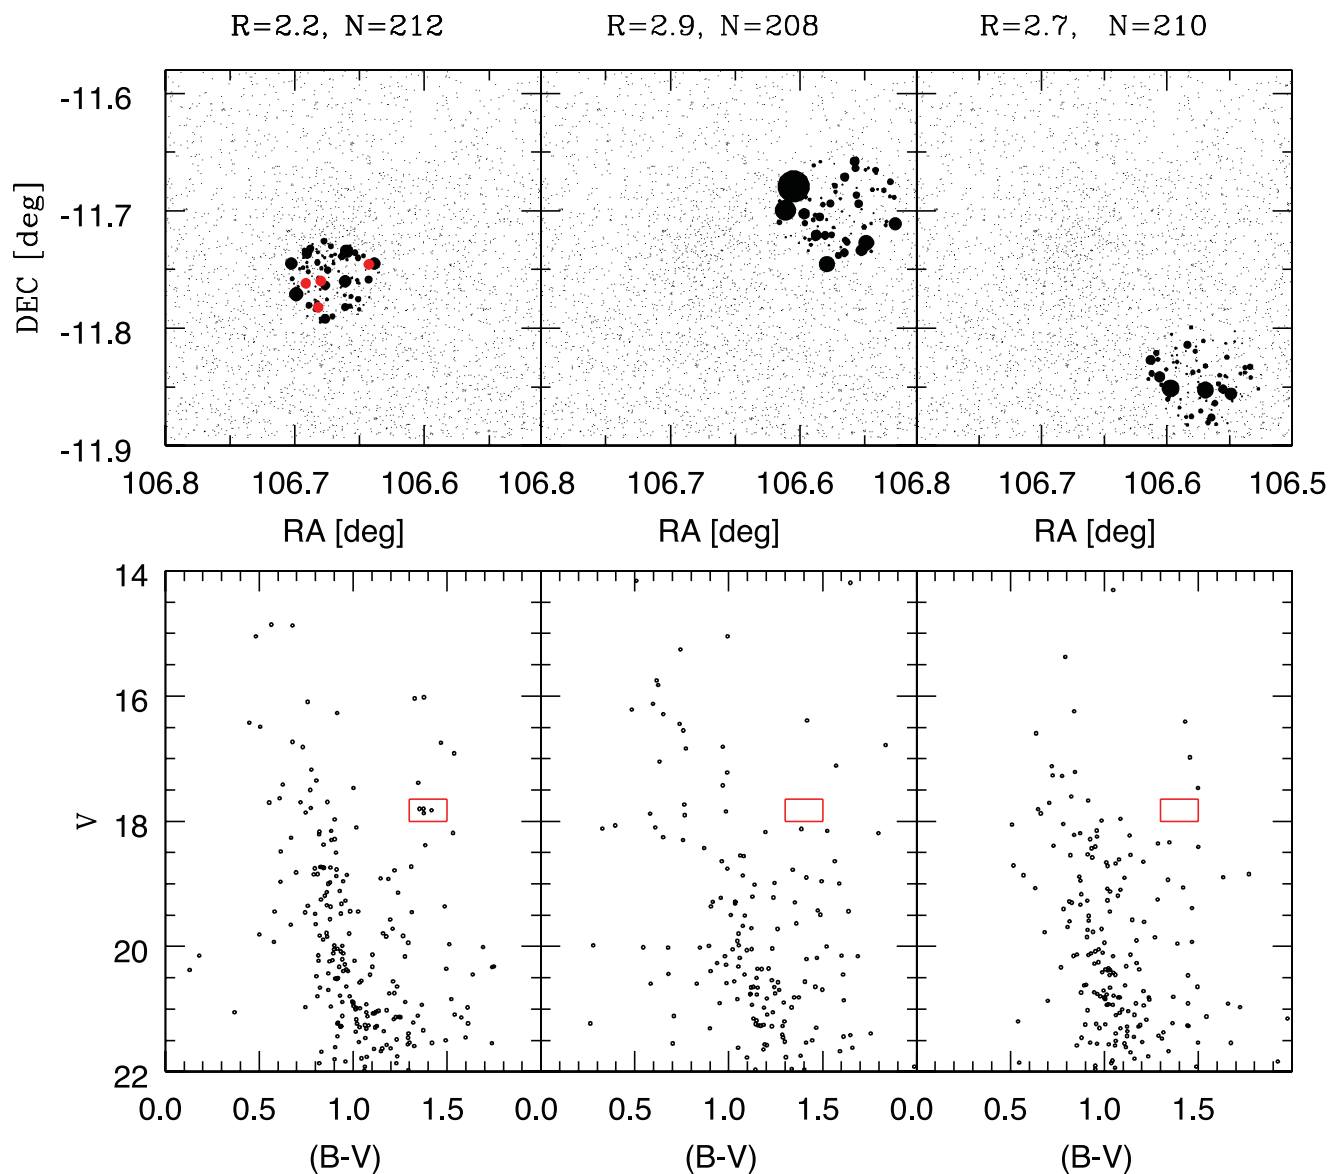 R=2.2, N=212 R=2.9, N=208 R=2.7, N=210
-11.6
-11.7
-11.8
-11.9
DEC [deg]
106.8 106.7 106.6 106.8 106.7 106.6 106.8 106.7 106.6 106.5
RA [deg] RA [deg] RA [deg]
14
16
18
20
22
V
0.0 0.5 1.0 1.5 0.0 0.5 1.0 1.5 0.0 0.5 1.0 1.5
(B-V) (B-V) (B-V)